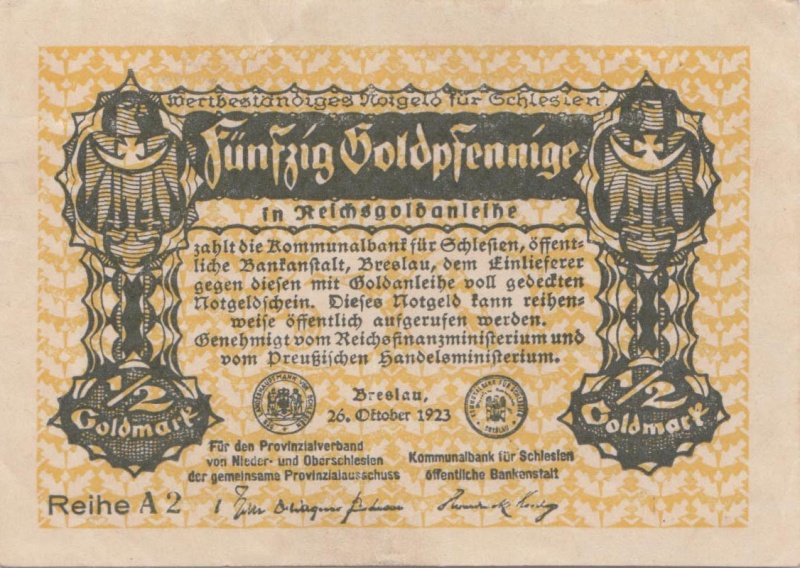 Wertbeständiges Notgeld für Schlesien
Fünfzig Goldpfennige
in Reichsgoldanleihe
zahlt die Kommunalbank für Schlesien, öffent-
liche Bankanstalt, Breslau, dem Einlieferer
gegen diesen mit Goldanleihe voll gedeckten
Notgeldschein. Dieses Notgeld kann reihen-
weise öffentlich aufgerufen werden.
Genehmigt vom Reichsfinanzministerium und
vom Preußischen Handelsministerium.
1/2
Goldmark
1/2
Goldmark
Breslau,
26. Oktober 1923
Für den Provinzialverband
von Nieder- und Oberschlesien
der gemeinsame Provinzialausschuss
Kommunalbank für Schlesien
öffentliche Bankanstalt
Reihe A 2